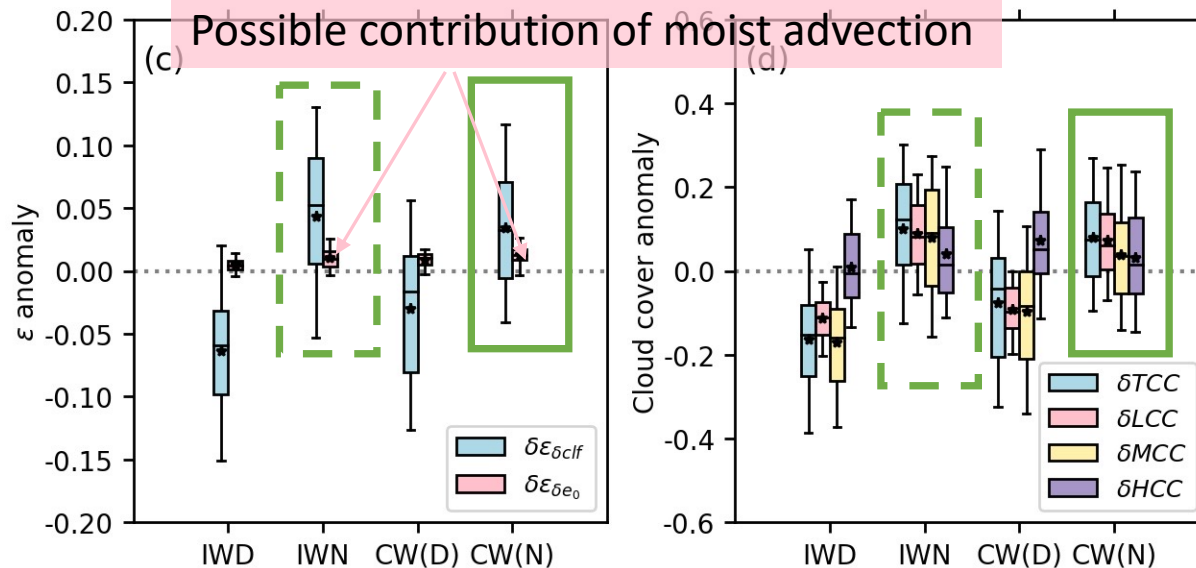 Possible contribution of moist advection
(c)
0.20
0.15
0.10
0.05
0.00
-0.05
-0.10
-0.15
-0.20
ε anomaly
IWD IWN CW(D) CW(N)
δε_δclf
δε_δe₀
(d)
0.6
0.4
0.2
0.0
-0.2
-0.4
-0.6
Cloud cover anomaly
IWD IWN CW(D) CW(N)
δTCC
δLCC
δMCC
δHCC